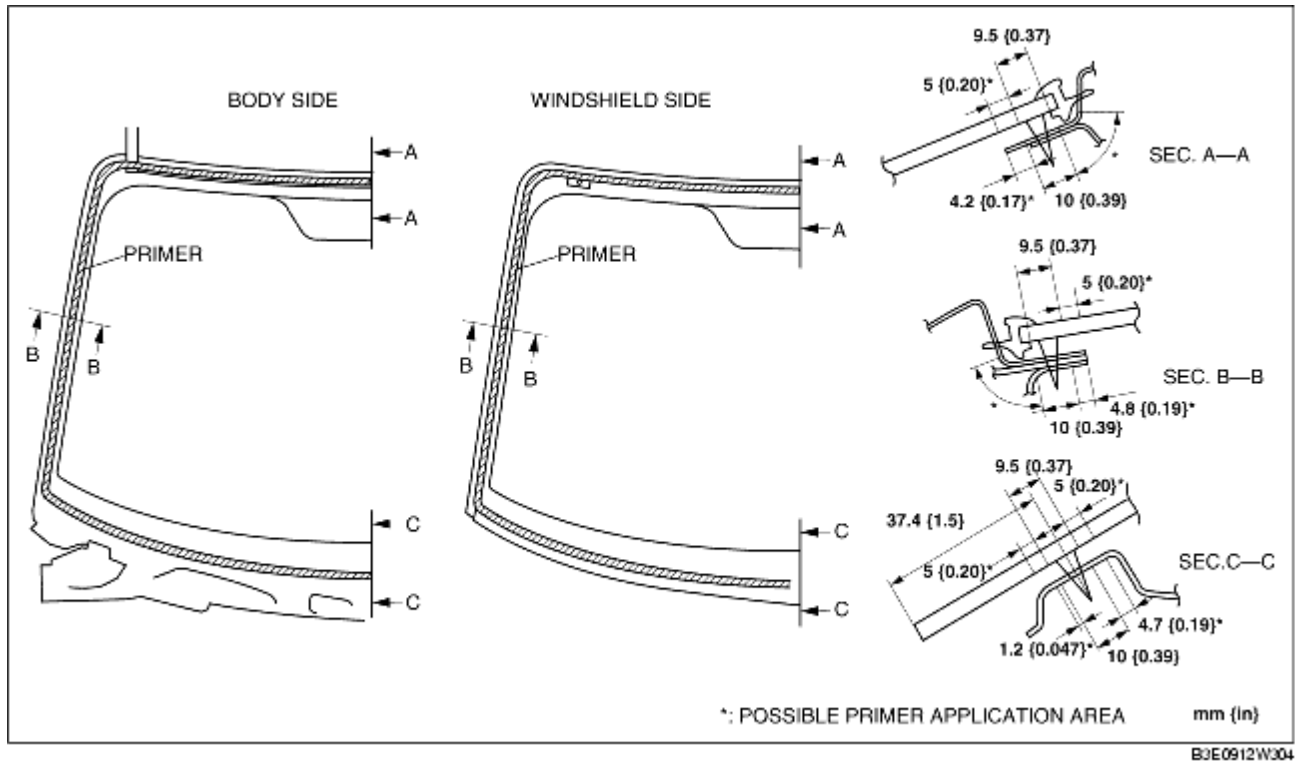 BODY SIDE
A
A
PRIMER
B
B
C
C
WINDSHIELD SIDE
A
A
PRIMER
B
B
C
C
9.5 {0.37}
5 {0.20}*
*
SEC. A—A
4.2 {0.17}*
10 {0.39}
9.5 {0.37}
5 {0.20}*
SEC. B—B
*
4.8 {0.19}*
10 {0.39}
9.5 {0.37}
5 {0.20}*
37.4 {1.5}
5 {0.20}*
SEC.C—C
4.7 {0.19}*
1.2 {0.047}*
10 {0.39}
*: POSSIBLE PRIMER APPLICATION AREA
mm {in}
B3E0912W304